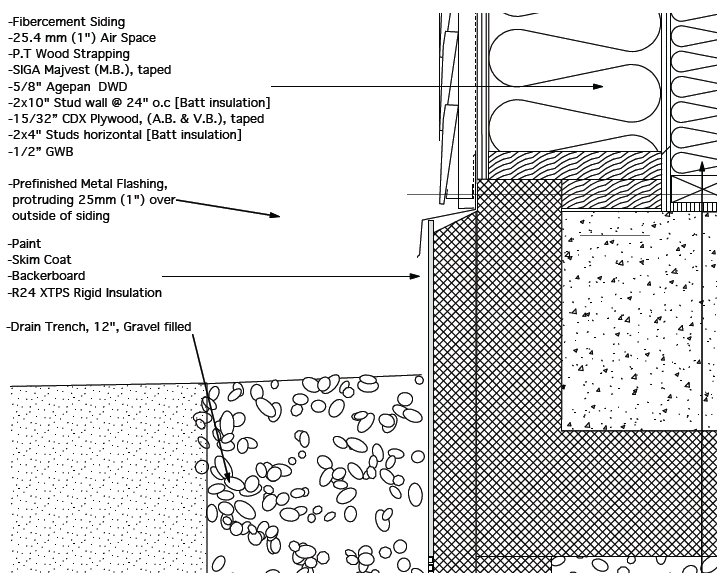 -Fibercement Siding
-25.4 mm (1") Air Space
-P.T Wood Strapping
-SIGA Majvest (M.B.), taped
-5/8" Agepan  DWD
-2x10" Stud wall @ 24" o.c [Batt insulation]
-15/32” CDX Plywood, (A.B. & V.B.), taped
-2x4" Studs horizontal [Batt insulation]
-1/2” GWB
-Prefinished Metal Flashing,
protruding 25mm (1") over
outside of siding
-Paint
-Skim Coat
-Backerboard
-R24 XTPS Rigid Insulation
-Drain Trench, 12", Gravel filled